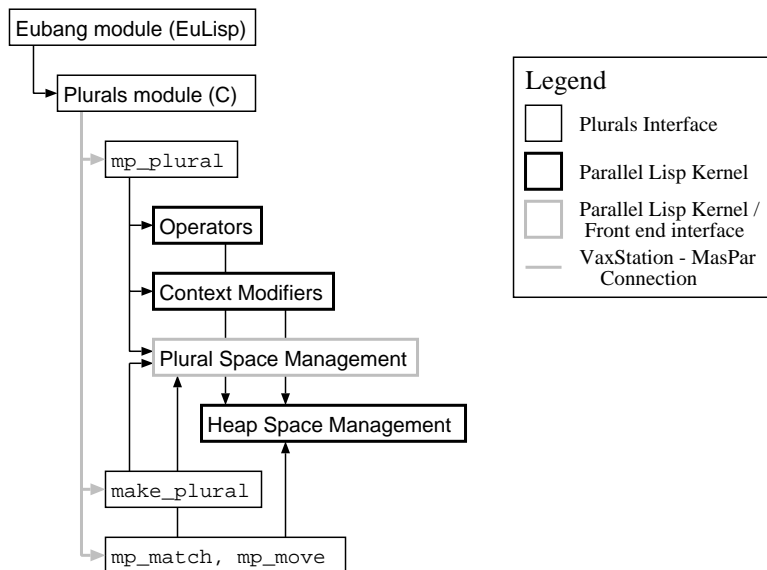 Eubang module (EuLisp)
Plurals module (C)
mp_plural
Operators
Context Modifiers
Plural Space Management
Heap Space Management
make_plural
mp_match, mp_move
Legend
Plurals Interface
Parallel Lisp Kernel
Parallel Lisp Kernel /
Front end interface
VaxStation - MasPar
Connection